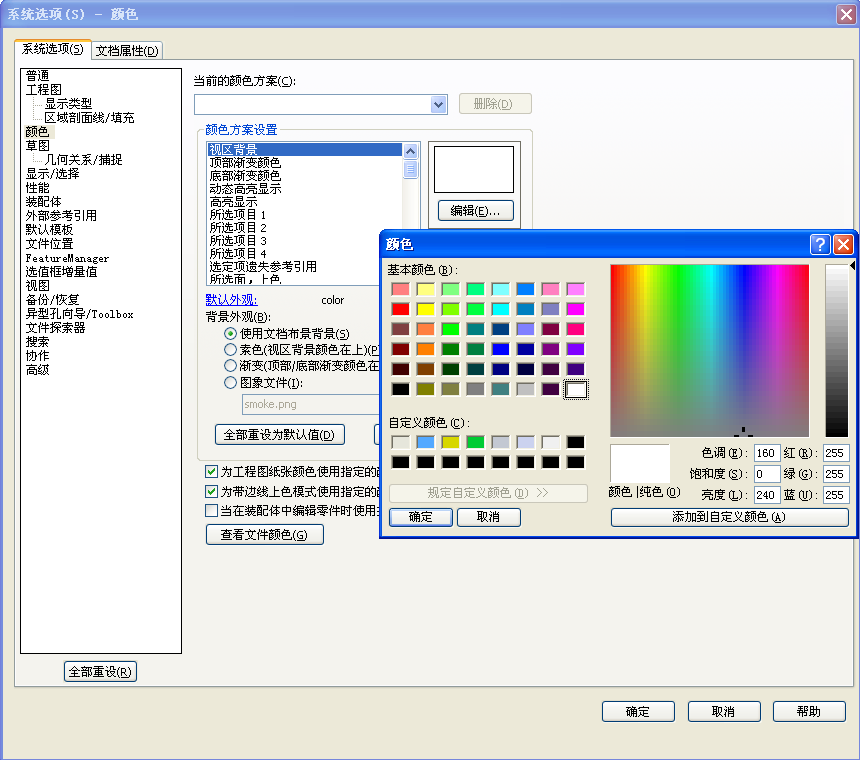 系统选项(S) - 颜色
系统选项(S) 文档属性(D)
普通
工程图
显示类型
区域剖面线/填充
颜色
草图
几何关系/捕捉
显示/选择
性能
装配体
外部参考引用
默认模板
文件位置
FeatureManager
选值框增量值
视图
备份/恢复
异型孔向导/Toolbox
文件探索器
搜索
协作
高级
全部重设(R)
当前的颜色方案(C):
删除(D)
颜色方案设置
视区背景
顶部渐变颜色
底部渐变颜色
动态高亮显示
高亮显示
所选项目 1
所选项目 2
所选项目 3
所选项目 4
选定项遗失参考引用
所选面，上色
编辑(E)...
默认外观: color
背景外观(B):
使用文档布景背景(S)
素色(视区背景颜色在上)(P)
渐变(顶部/底部渐变颜色在
图象文件(I):
smoke.png
全部重设为默认值(D)
为工程图纸张颜色使用指定的
为带边线上色模式使用指定的
当在装配体中编辑零件时使用
查看文件颜色(G)
颜色
基本颜色(B):
自定义颜色(C):
规定自定义颜色(D) >>
确定 取消
颜色|纯色(O)
色调(E): 160 红(R): 255
饱和度(S): 0 绿(G): 255
亮度(L): 240 蓝(U): 255
添加到自定义颜色(A)
确定 取消 帮助